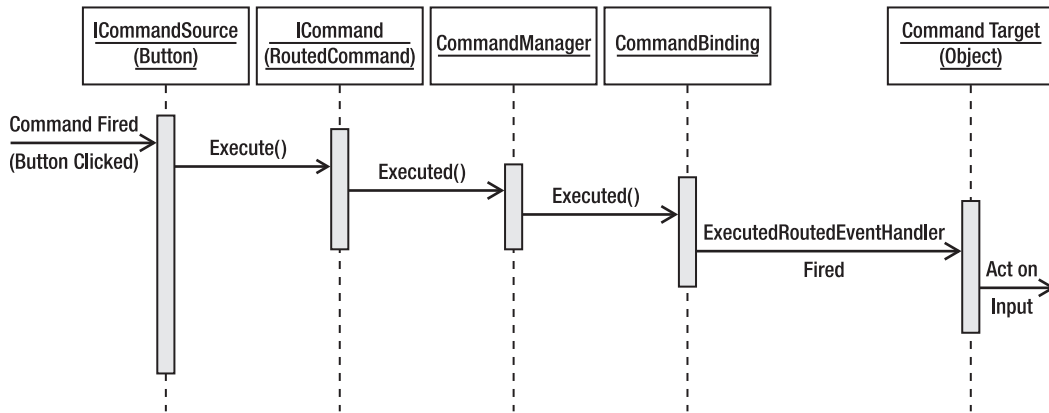 ICommandSource
(Button)
ICommand
(RoutedCommand)
CommandManager
CommandBinding
Command Target
(Object)
Command Fired
(Button Clicked)
Execute()
Executed()
Executed()
ExecutedRoutedEventHandler
Fired
Act on
Input